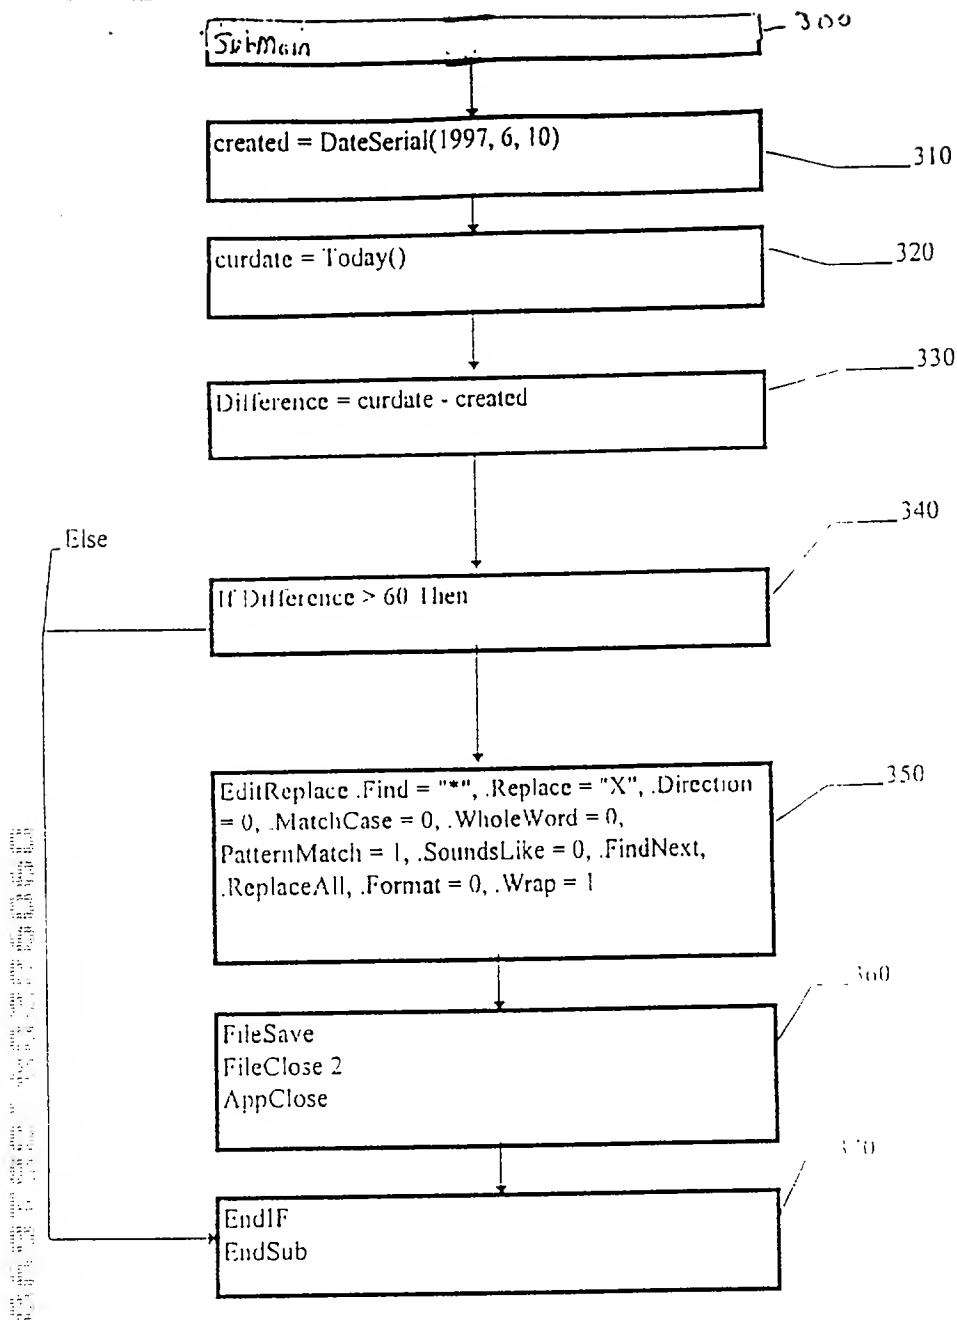 SubMain
300
created = DateSerial(1997, 6, 10)
310
curdate = Today()
320
330
Difference = curdate - created
340
Else
If Difference > 60 Then
350
EditReplace .Find = "*", .Replace = "X", .Direction
= 0, .MatchCase = 0, .WholeWord = 0,
PatternMatch = 1, .SoundsLike = 0, .FindNext,
.ReplaceAll, .Format = 0, .Wrap = 1
360
FileSave
FileClose 2
AppClose
370
EndIF
EndSub